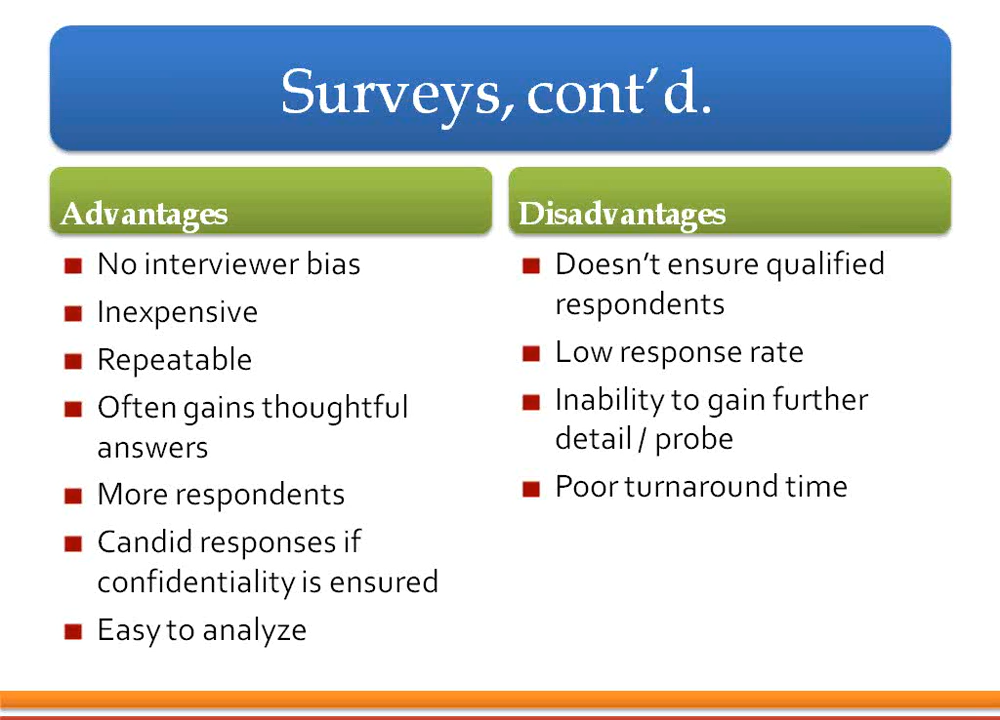 Surveys, cont’d.
Advantages
No interviewer bias
Inexpensive
Repeatable
Often gains thoughtful
answers
More respondents
Candid responses if
confidentiality is ensured
Easy to analyze
Disadvantages
Doesn’t ensure qualified
respondents
Low response rate
Inability to gain further
detail / probe
Poor turnaround time